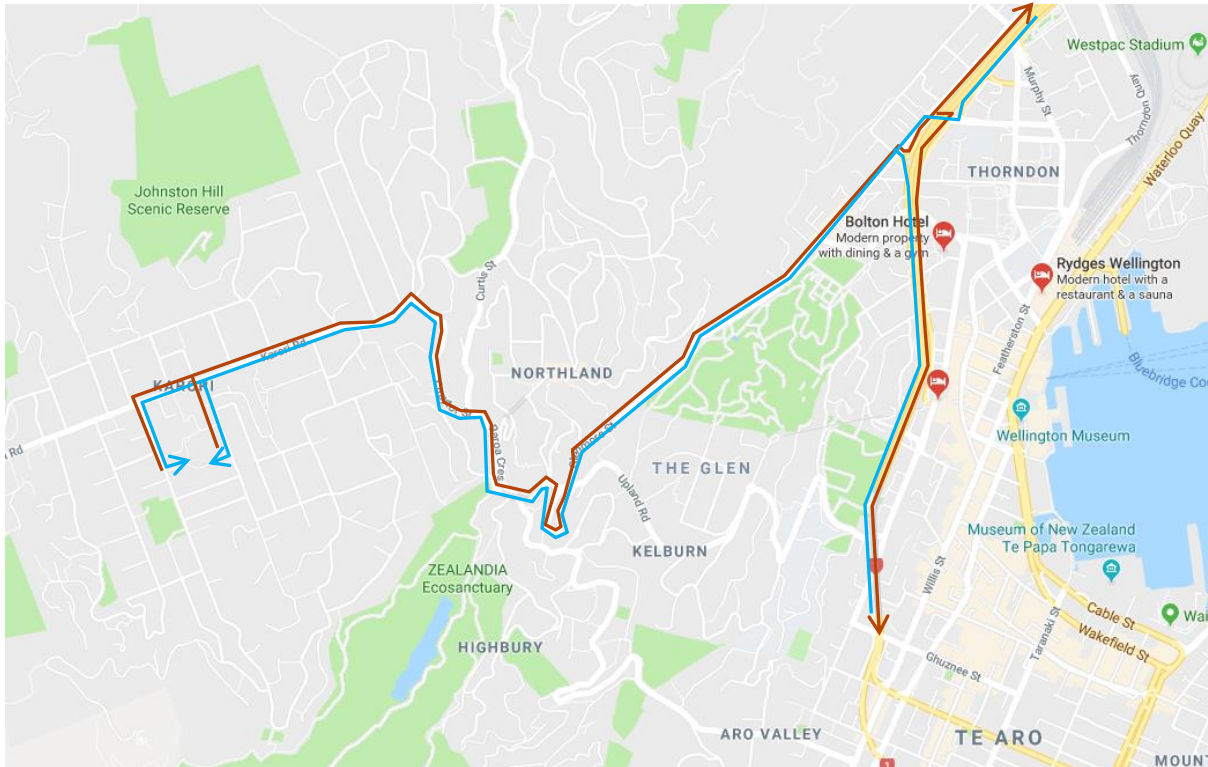 Westpac Stadium
Murphy St
Thorndon Quay
Waterloo Quay
THORNDON
Johnston Hill
Scenic Reserve
Bolton Hotel
Modern property
with dining & a gym
Curtis St
Rydges Wellington
Modern hotel with a
restaurant & a sauna
Featherston St
Karori Rd
Bluebridge Coo
KARORI
NORTHLAND
Wellington Museum
Rd
THE GLEN
Upland Rd
Museum of New Zealand
Te Papa Tongarewa
KELBURN
ZEALANDIA
Ecosanctuary
Willis St
Cable St
Wai
Wakefield St
Taranaki St
HIGHBURY
Ghuznee St
ARO VALLEY
TE ARO
1
MOUNT